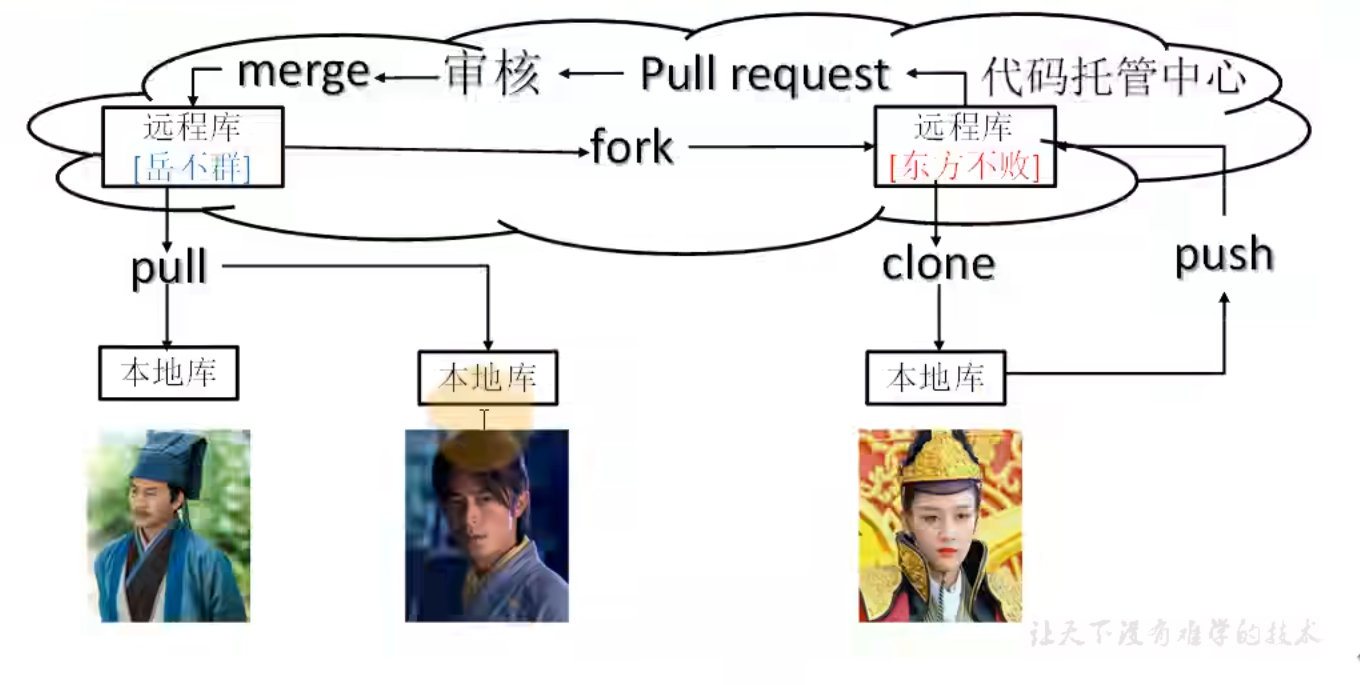 merge
审核
Pull request
代码托管中心
远程库
[岳不群]
fork
远程库
[东方不败]
pull
clone
push
本地库
本地库
本地库
让天下没有难学的技术